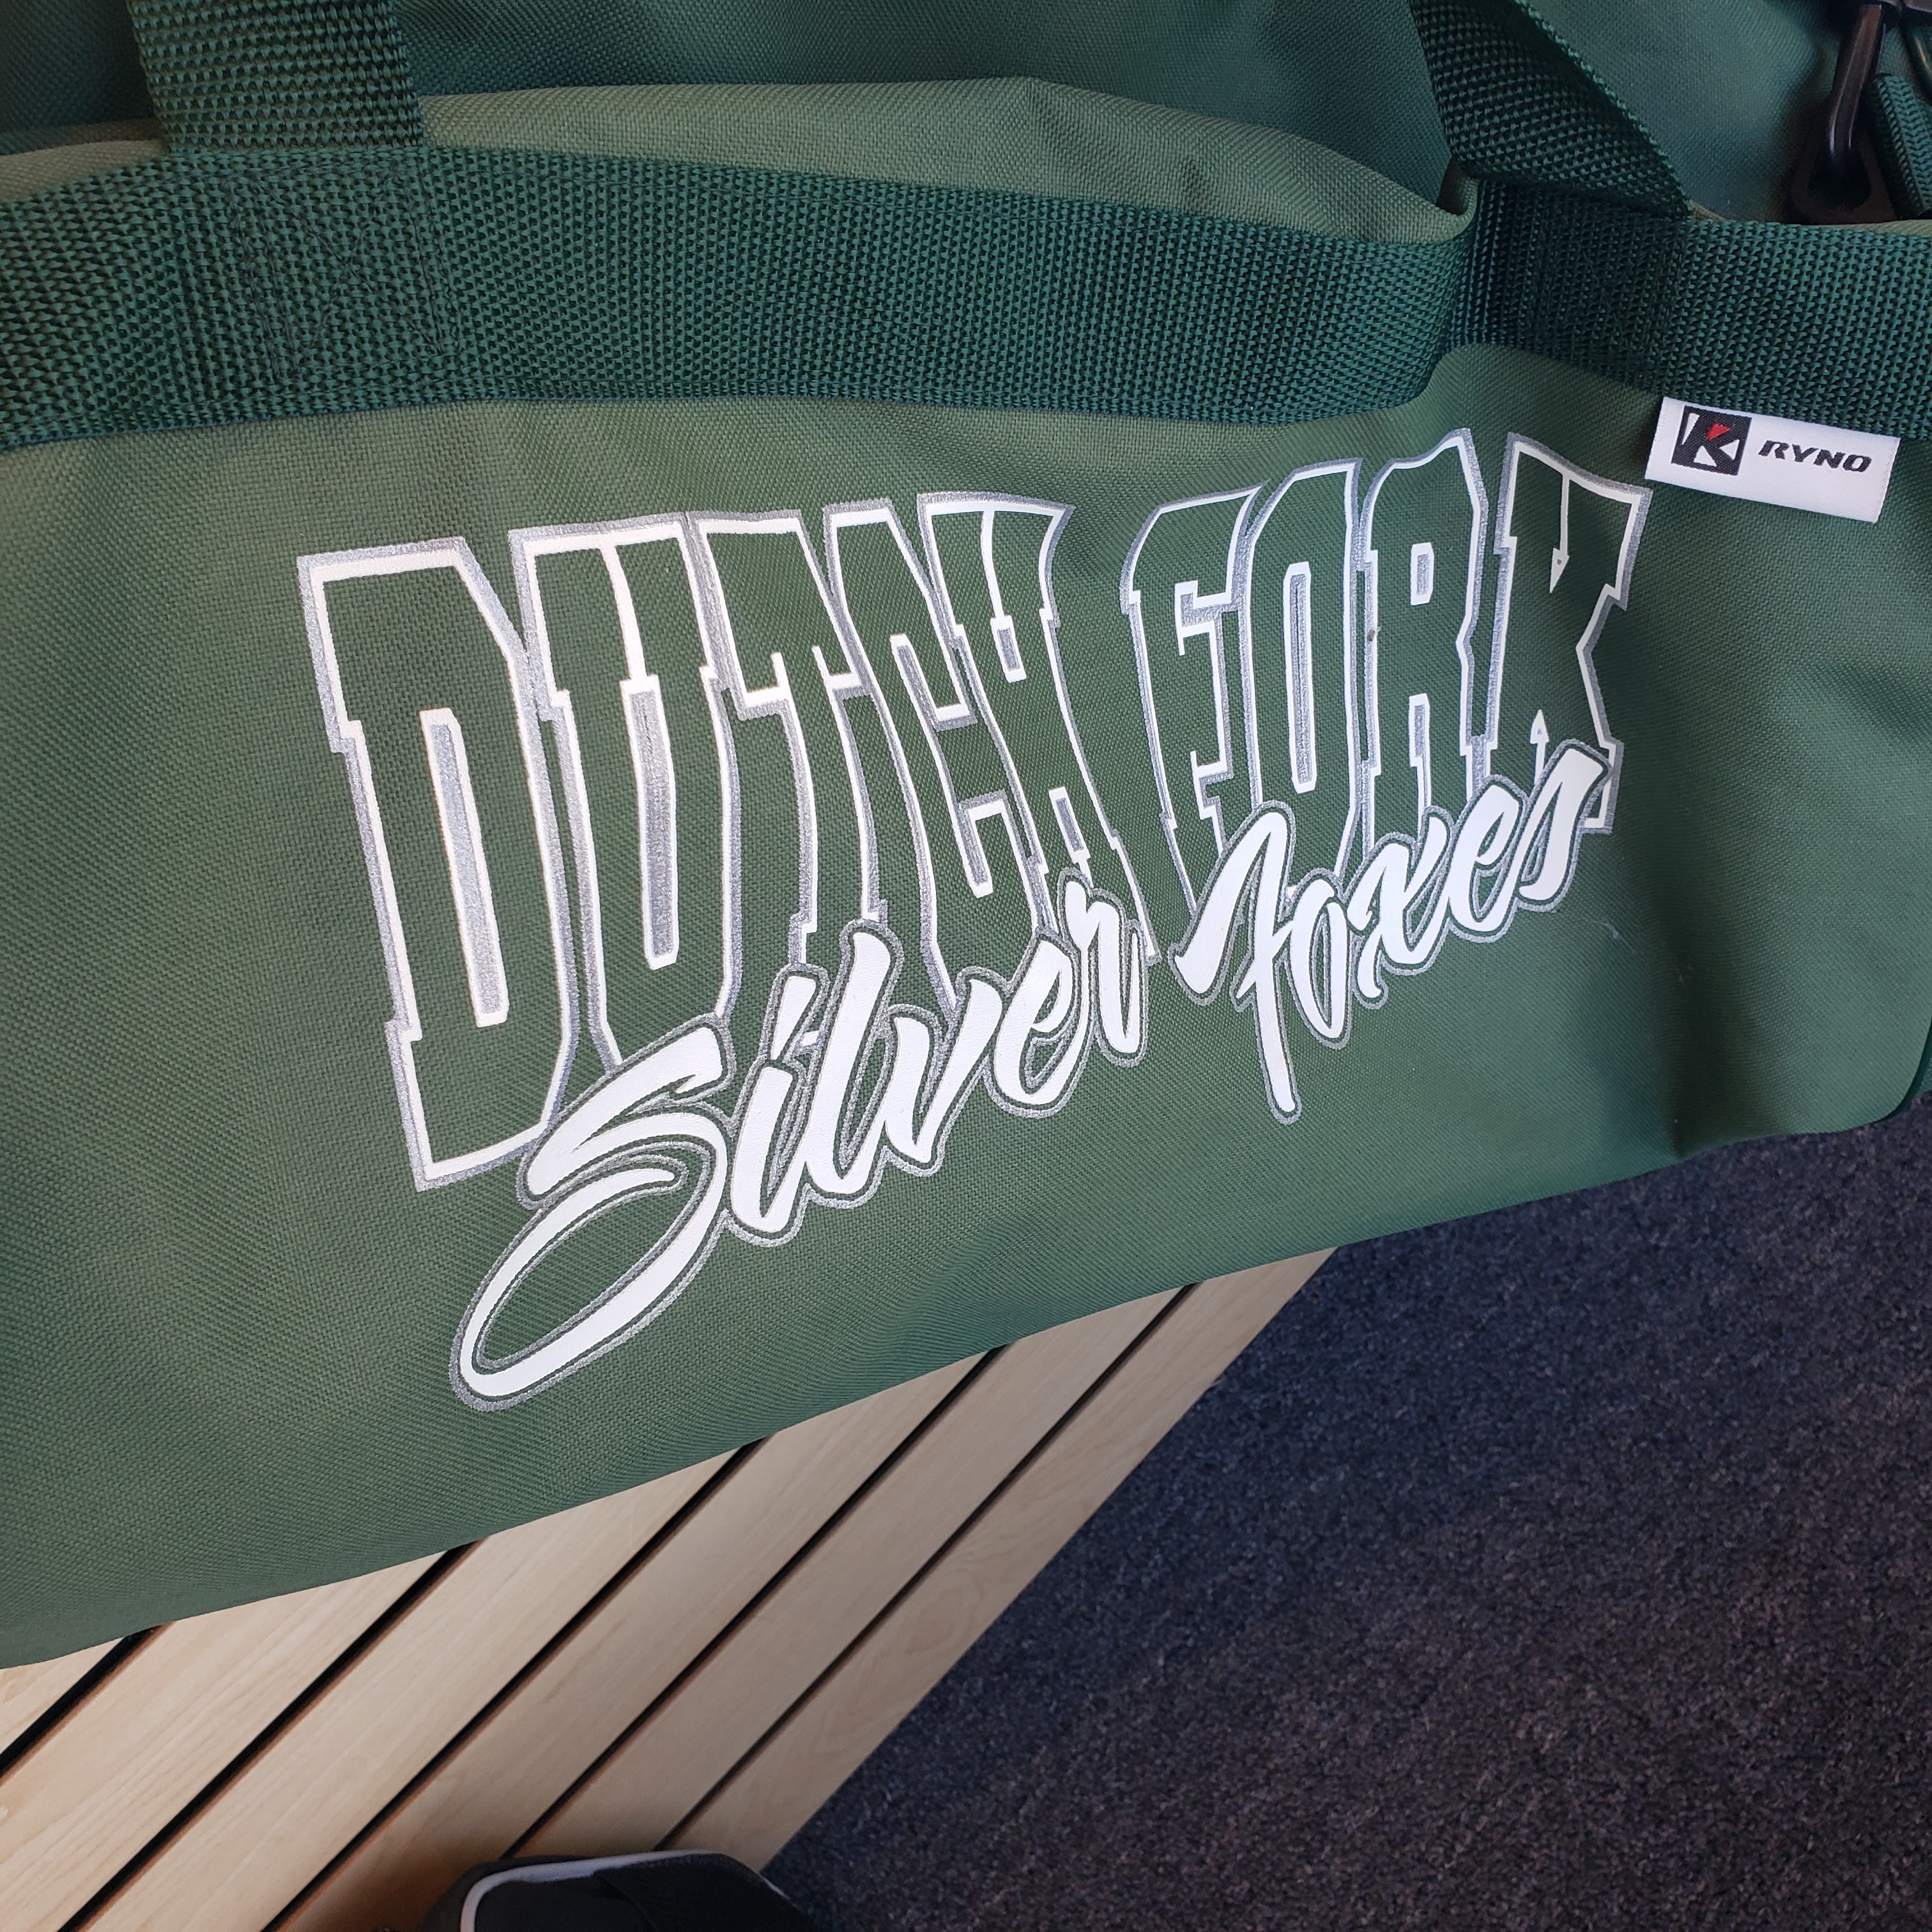 DUTCH FORK
Silver Foxes
RYNO